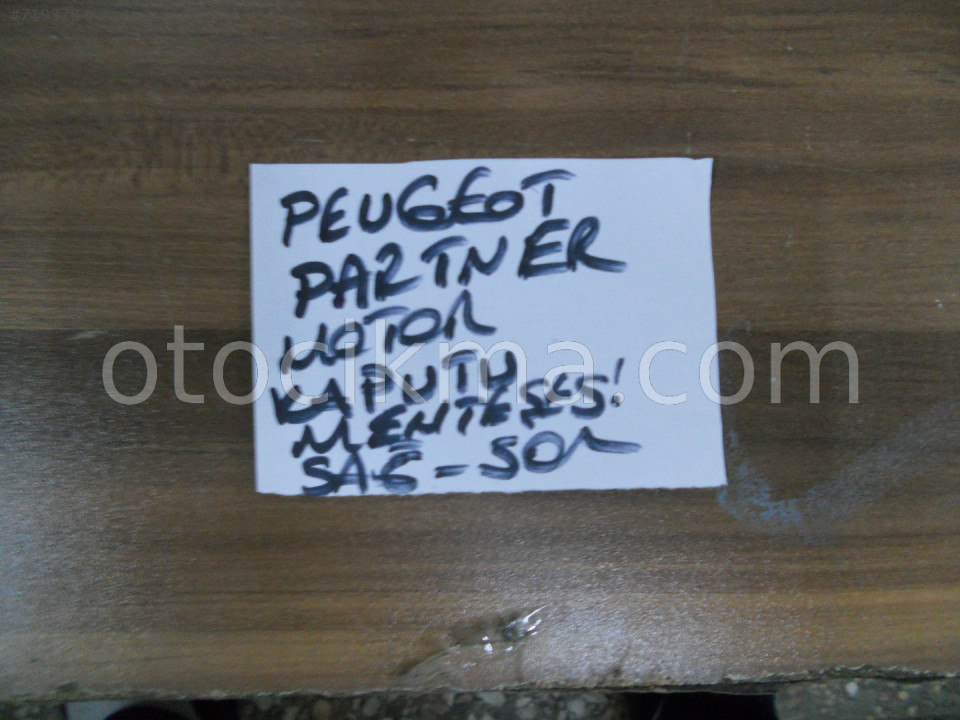 PEUGEOT
PARTNER
MOTOR
KAPUTU
MENTEŞESİ
SAĞ - SOL
otocikma.com